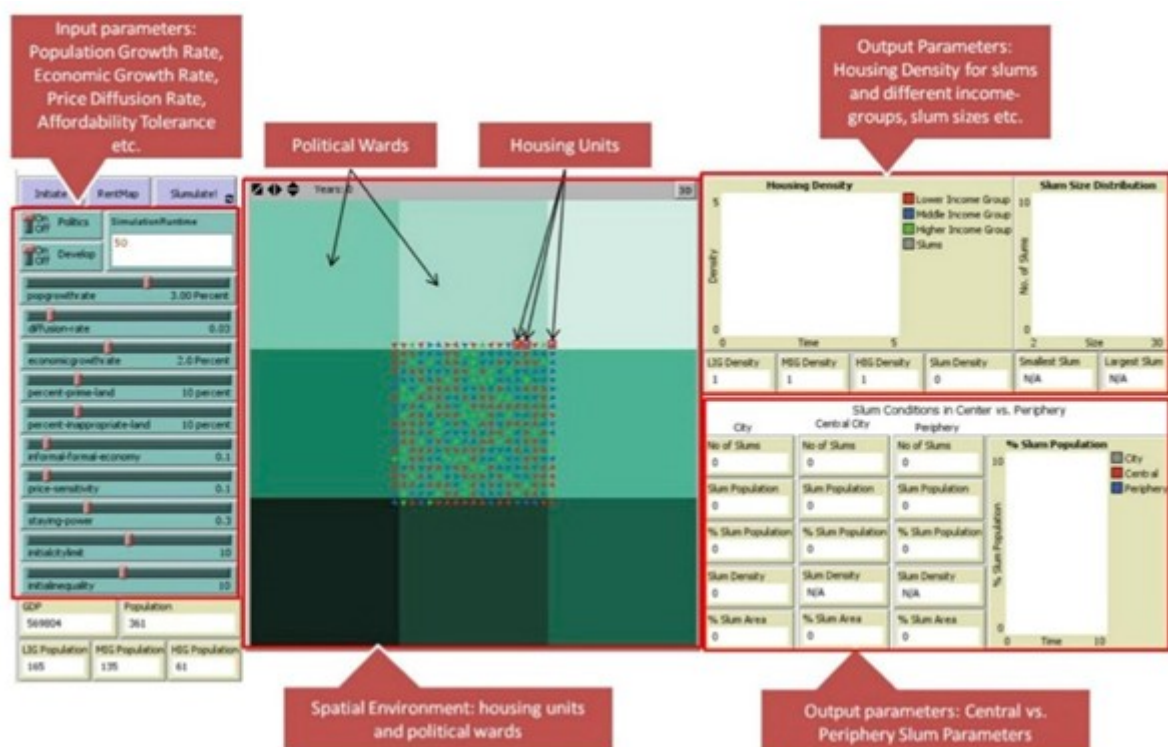 Input parameters:
Population Growth Rate,
Economic Growth Rate,
Price Diffusion Rate,
Affordability Tolerance
etc.
Output Parameters:
Housing Density for slums
and different income-
groups, slum sizes etc.
Political Wards
Housing Units
Initiate
RentMap
Slumulate!
Years: 0
3D
On
Off
Politics
SimulationRuntime
50
On
Off
Develop
popgrowthrate 3.00 Percent
diffusion-rate 0.03
economicgrowthrate 2.0 Percent
percent-prime-land 10 percent
percent-inappropriate-land 10 percent
informal-formal-economy 0.1
price-sensitivity 0.1
staying-power 0.3
initialcitylimit 10
initialinequality 10
GDP
569804
Population
361
LIG Population
165
MIG Population
135
HIG Population
61
Housing Density
5
Density
0
0 Time 5
Lower Income Group
Middle Income Group
Higher Income Group
Slums
Slum Size Distribution
10
No. of Slums
0
2 Size 30
LIG Density
1
MIG Density
1
HIG Density
1
Slum Density
0
Smallest Slum
N/A
Largest Slum
N/A
Slum Conditions in Center vs. Periphery
City
Central City
Periphery
No of Slums
0
No of Slums
0
No of Slums
0
Slum Population
0
Slum Population
0
Slum Population
0
% Slum Population
0
% Slum Population
0
% Slum Population
0
Slum Density
0
Slum Density
N/A
Slum Density
N/A
% Slum Area
0
% Slum Area
0
% Slum Area
0
% Slum Population
10
% Slum Population
0
0 Time 10
City
Central
Periphery
Spatial Environment: housing units
and political wards
Output parameters: Central vs.
Periphery Slum Parameters